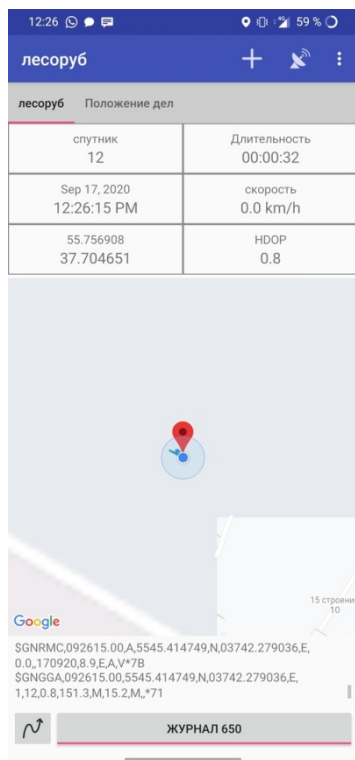 12:26 59 %
лесоруб
лесоруб Положение дел
спутник Длительность
12 00:00:32
Sep 17, 2020 скорость
12:26:15 PM 0.0 km/h
55.756908 HDOP
37.704651 0.8
15 строени
10
Google
$GNRMC,092615.00,A,5545.414749,N,03742.279036,E,
0.0,,170920,8.9,E,A,V*7B
$GNGGA,092615.00,5545.414749,N,03742.279036,E,
1,12,0.8,151.3,M,15.2,M,,*71
ЖУРНАЛ 650